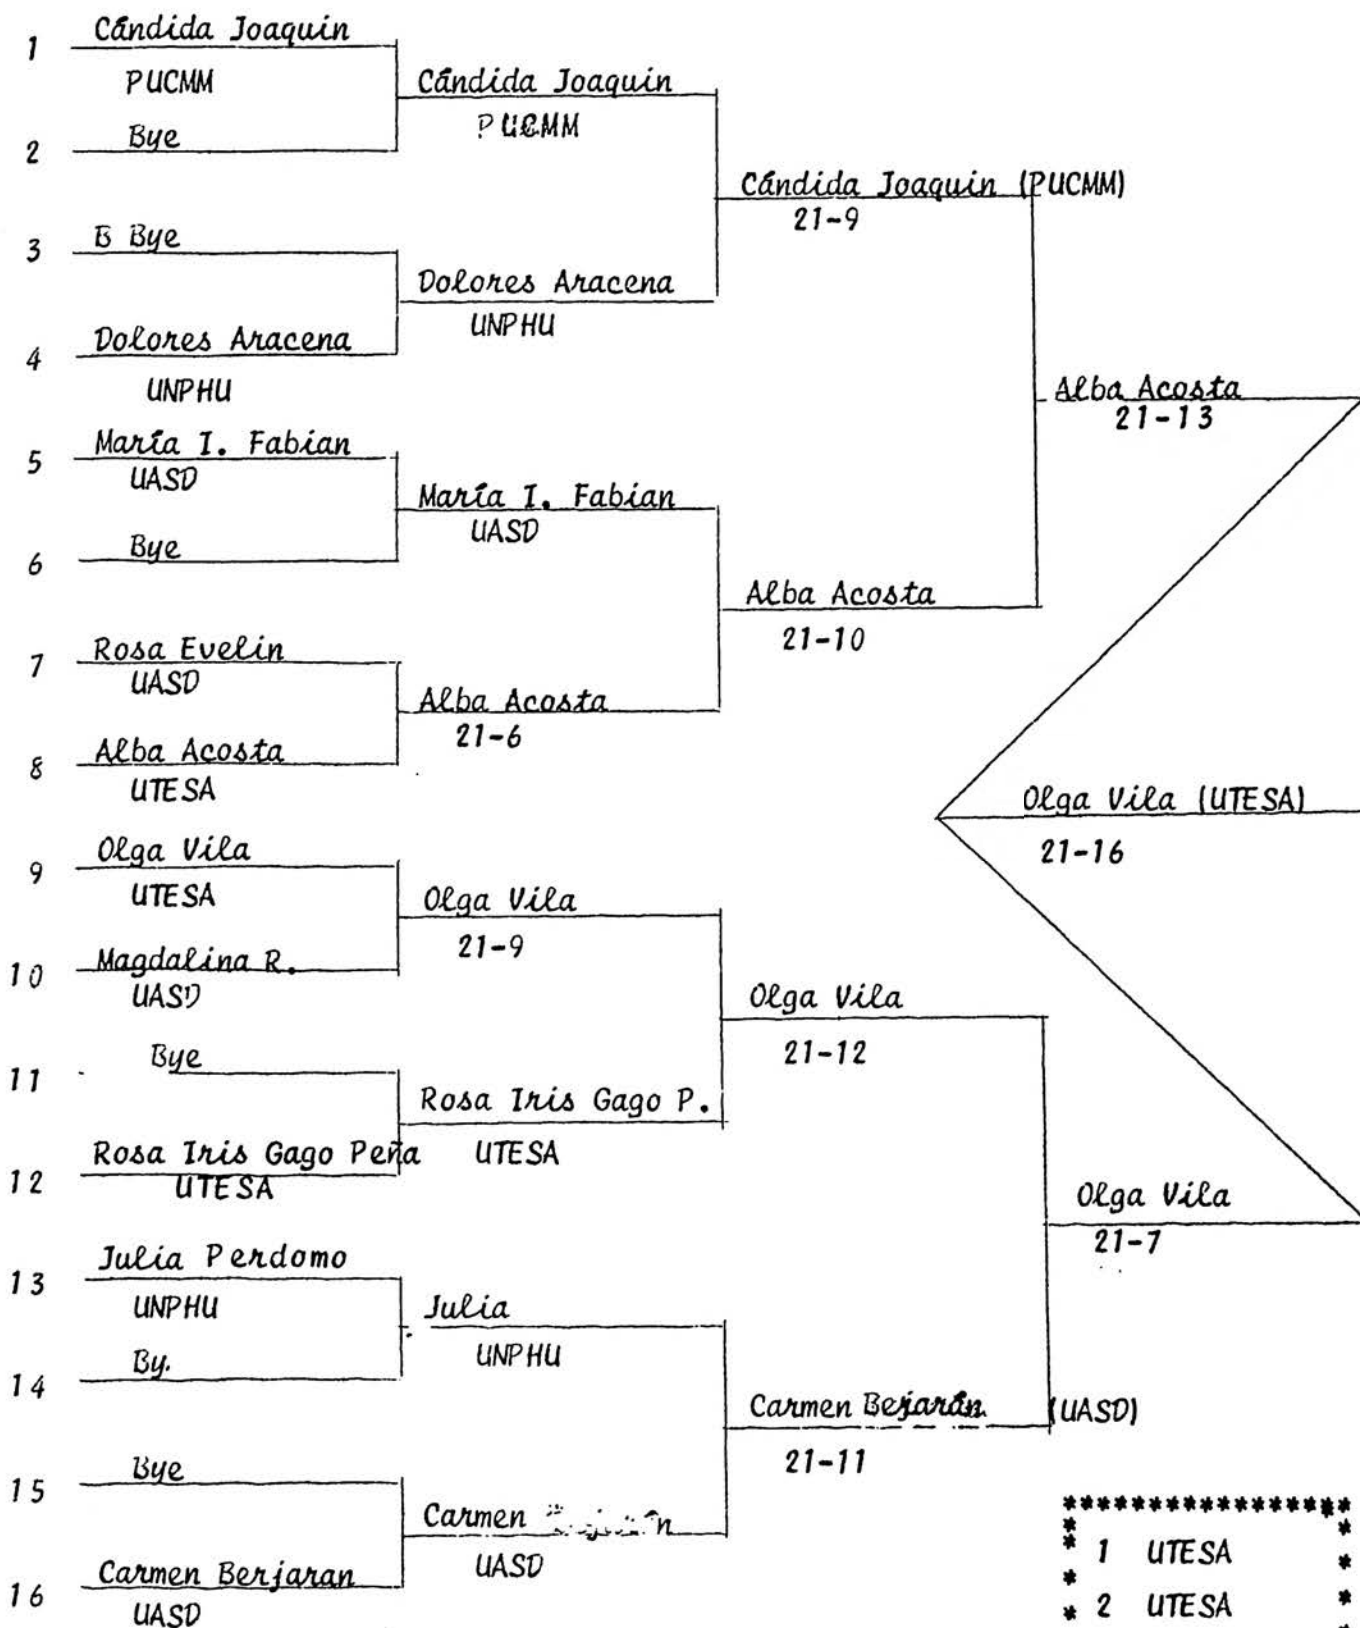 1 Cándida Joaquin
PUCMM
2 Bye
3 B Bye
4 Dolores Aracena
UNPHU
5 María I. Fabian
UASD
6 Bye
7 Rosa Evelin
UASD
8 Alba Acosta
UTESA
9 Olga Vila
UTESA
10 Magdalina R.
UASD
11 Bye
12 Rosa Iris Gago Peña
UTESA
13 Julia Perdomo
UNPHU
14 By.
15 Bye
16 Carmen Berjaran
UASD
Cándida Joaquin
PUCMM
Dolores Aracena
UNPHU
María I. Fabian
UASD
Alba Acosta
21-6
Olga Vila
21-9
Rosa Iris Gago P.
UTESA
Julia
UNPHU
Carmen
UASD
Cándida Joaquin (PUCMM)
21-9
Alba Acosta
21-10
Olga Vila
21-12
Carmen Bejarán (UASD)
21-11
Alba Acosta
21-13
Olga Vila
21-7
Olga Vila (UTESA)
21-16
1 UTESA
2 UTESA